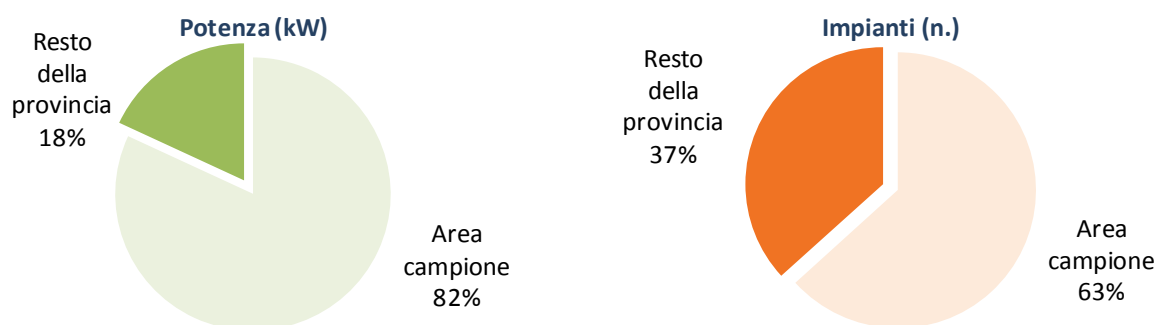 Potenza (kW)
Resto
della
provincia
18%
Area
campione
82%
Impianti (n.)
Resto
della
provincia
37%
Area
campione
63%